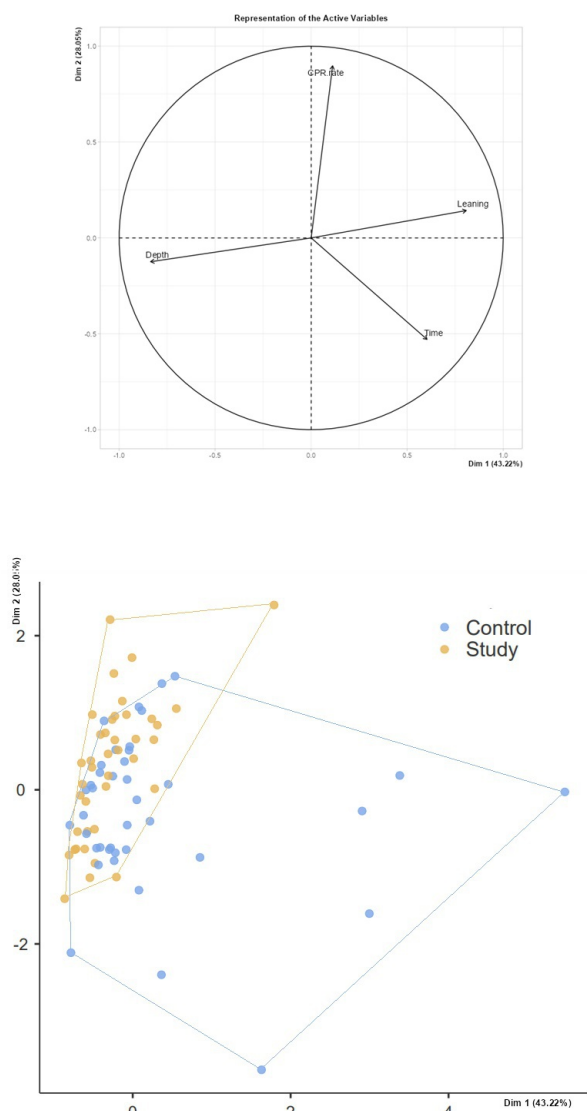 Representation of the Active Variables
Dim 2 (28.05%)
1.0
CPR.rate
0.5
Leaning
0.0
Depth
-0.5
Time
-1.0
-1.0 -0.5 0.0 0.5 1.0
Dim 1 (43.22%)
2
Control
Study
0
-2
0 2 4
Dim 1 (43.22%)